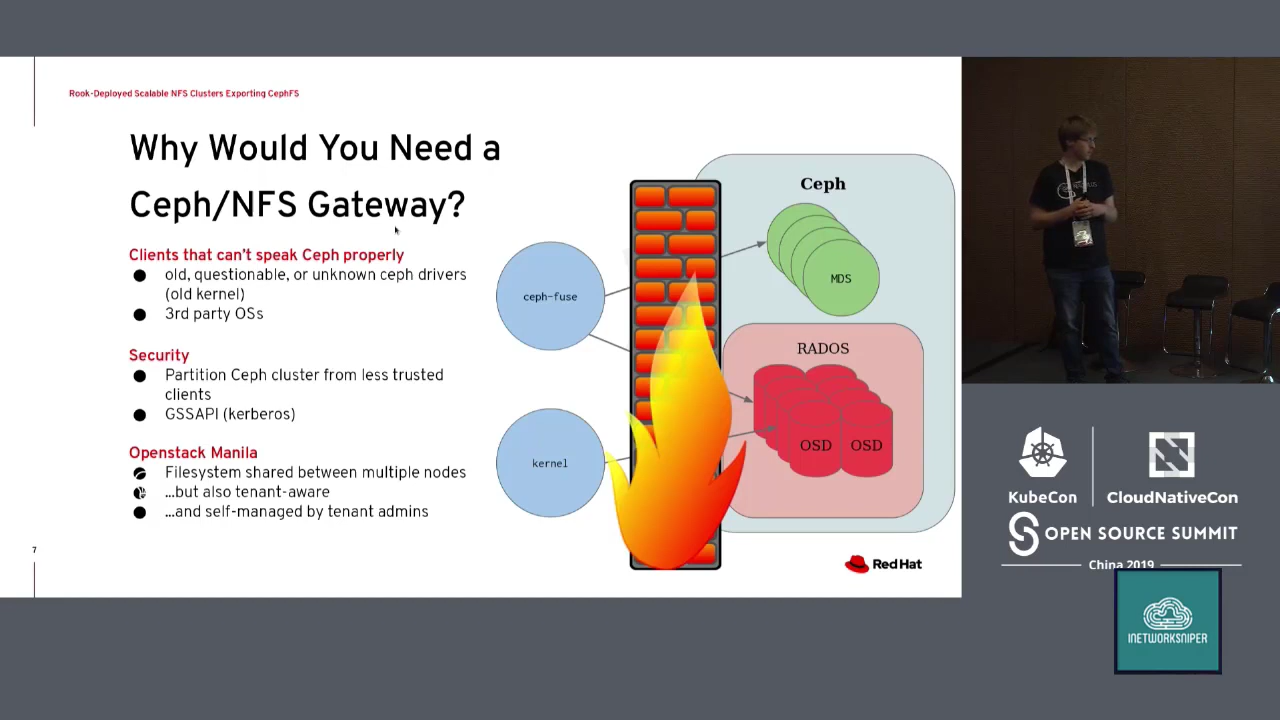 Rook-Deployed Scalable NFS Clusters Exporting CephFS
Why Would You Need a
Ceph/NFS Gateway?
Clients that can't speak Ceph properly
old, questionable, or unknown ceph drivers
(old kernel)
3rd party OSs
Security
Partition Ceph cluster from less trusted
clients
GSSAPI (kerberos)
Openstack Manila
Filesystem shared between multiple nodes
...but also tenant-aware
...and self-managed by tenant admins
7
ceph-fuse
kernel
Ceph
MDS
RADOS
OSD
OSD
Red Hat
KubeCon
CloudNativeCon
OPEN SOURCE SUMMIT
China 2019
INETWORKSNIPER